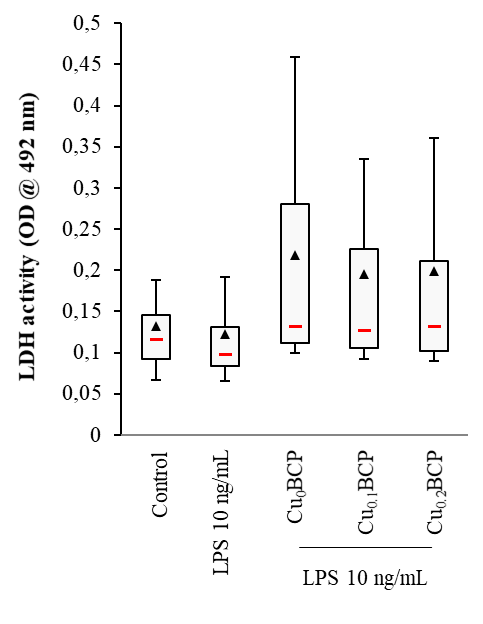 LDH activity (OD @ 492 nm)
0,5
0,45
0,4
0,35
0,3
0,25
0,2
0,15
0,1
0,05
0
Control
LPS 10 ng/mL
Cu₀BCP
Cu₀.₁BCP
Cu₀.₂BCP
LPS 10 ng/mL